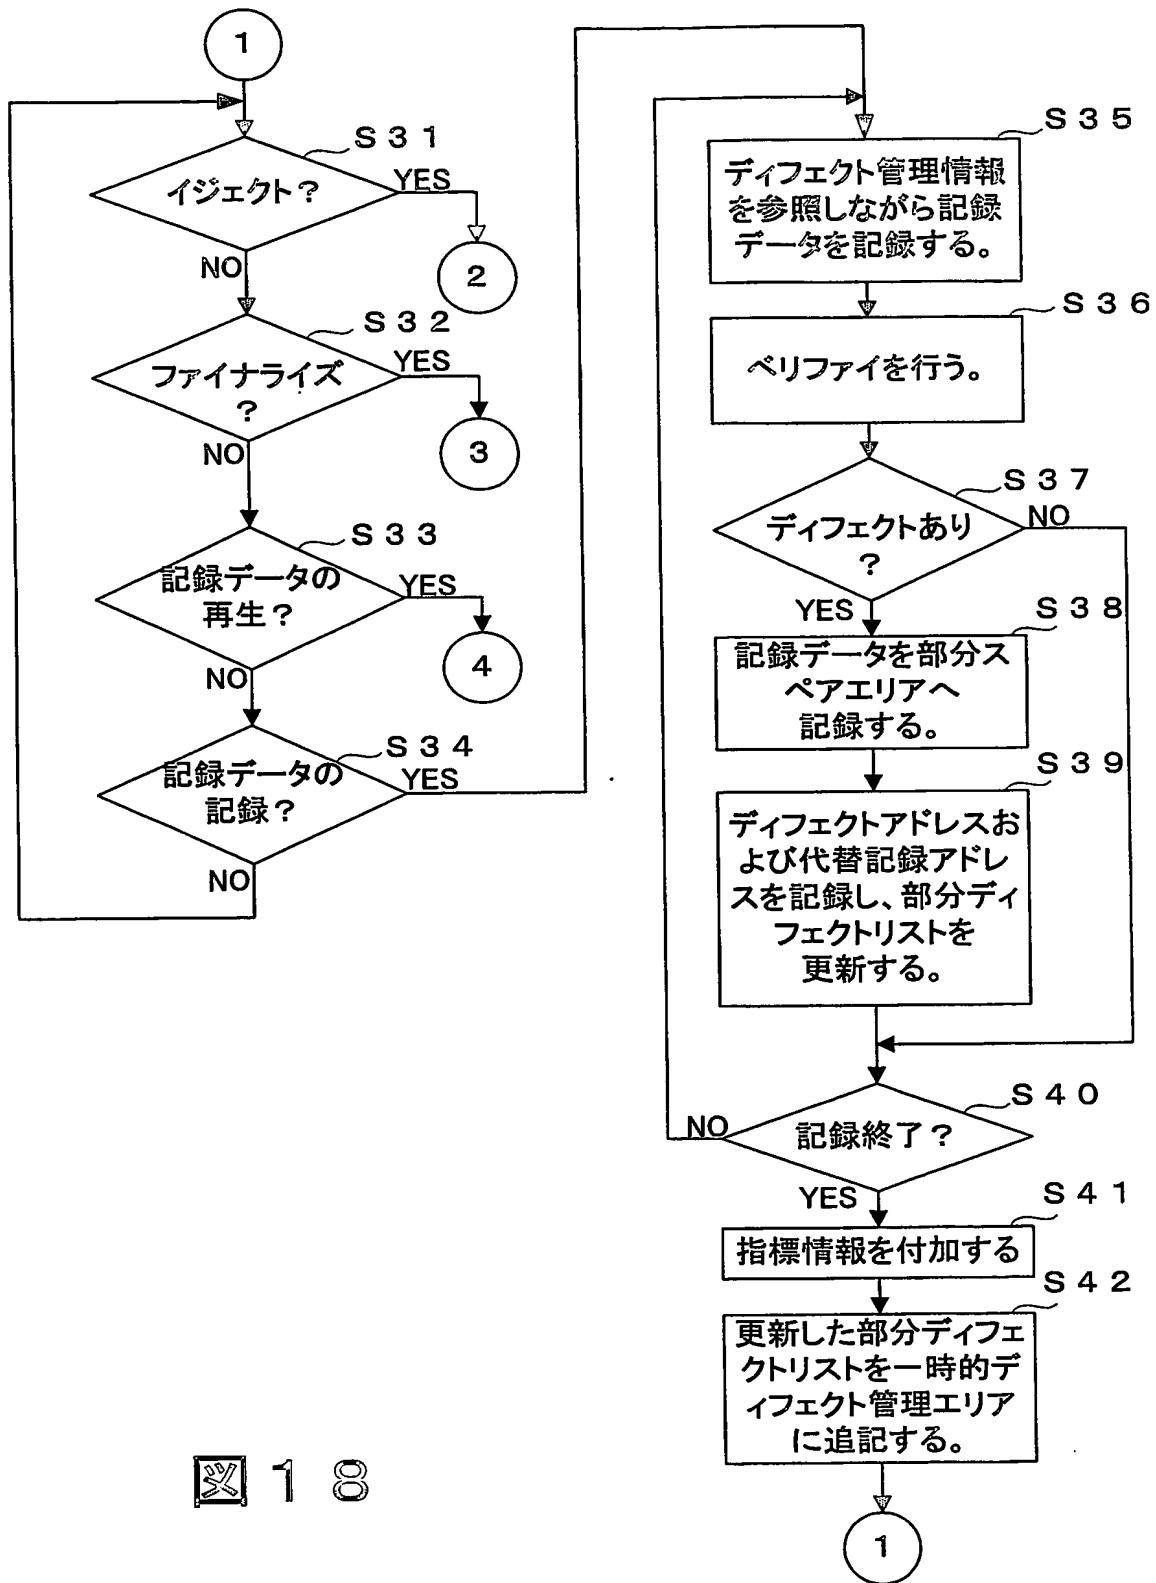 1
S31
イジェクト?
YES
2
NO
S32
ファイナライズ
?
YES
3
NO
S33
記録データの
再生?
YES
4
NO
S34
記録データの
記録?
YES
NO
S35
ディフェクト管理情報
を参照しながら記録
データを記録する。
S36
ベリファイを行う。
S37
ディフェクトあり
?
NO
YES
S38
記録データを部分ス
ペアエリアへ
記録する。
S39
ディフェクトアドレスお
よび代替記録アドレ
スを記録し、部分ディ
フェクトリストを
更新する。
S40
記録終了?
NO
YES
S41
指標情報を付加する
S42
更新した部分ディフェ
クトリストを一時的デ
ィフェクト管理エリア
に追記する。
1
図18